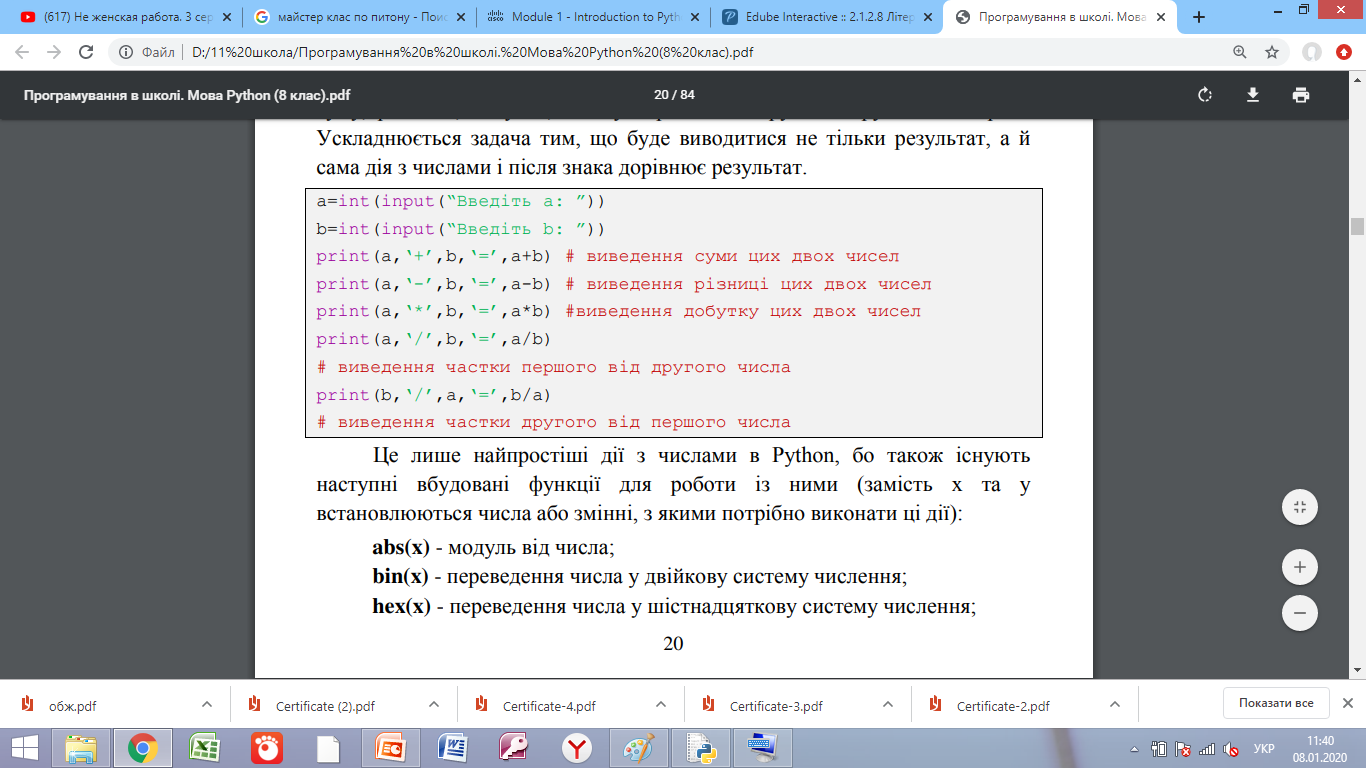 (617) Не женская работа. 3 сер
майстер клас по питону - Пои
Module 1 - Introduction to Pyth
Edube Interactive :: 2.1.2.8 Літер
Програмування в школі. Мова
Файл
D:/11%20школа/Програмування%20в%20школі.%20Мова%20Python%20(8%20клас).pdf
Програмування в школі. Мова Python (8 клас).pdf
20 / 84
Ускладнюється задача тим, що буде виводитися не тільки результат, а й
сама дія з числами і після знака дорівнює результат.
a=int(input(“Введіть a: ”))
b=int(input(“Введіть b: ”))
print(a,‘+’,b,‘=’,a+b) # виведення суми цих двох чисел
print(a,‘-’,b,‘=’,a-b) # виведення різниці цих двох чисел
print(a,‘*’,b,‘=’,a*b) #виведення добутку цих двох чисел
print(a,‘/’,b,‘=’,a/b)
# виведення частки першого від другого числа
print(b,‘/’,a,‘=’,b/a)
# виведення частки другого від першого числа
Це лише найпростіші дії з числами в Python, бо також існують
наступні вбудовані функції для роботи із ними (замість х та у
встановлюються числа або змінні, з якими потрібно виконати ці дії):
abs(x) - модуль від числа;
bin(x) - переведення числа у двійкову систему числення;
hex(x) - переведення числа у шістнадцяткову систему числення;
20
обж.pdf
Certificate (2).pdf
Certificate-4.pdf
Certificate-3.pdf
Certificate-2.pdf
Показати все
УКР
11:40
08.01.2020